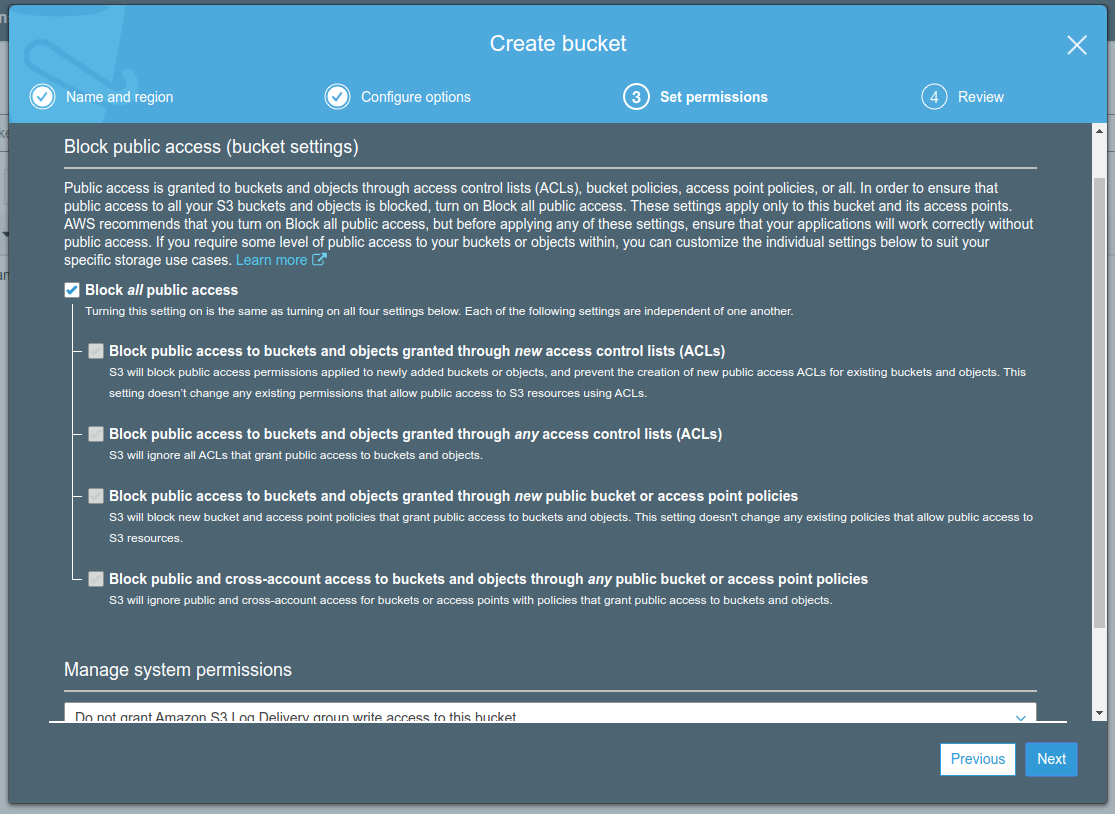 Create bucket
Name and region
Configure options
3 Set permissions
4 Review
Block public access (bucket settings)
Public access is granted to buckets and objects through access control lists (ACLs), bucket policies, access point policies, or all. In order to ensure that
public access to all your S3 buckets and objects is blocked, turn on Block all public access. These settings apply only to this bucket and its access points.
AWS recommends that you turn on Block all public access, but before applying any of these settings, ensure that your applications will work correctly without
public access. If you require some level of public access to your buckets or objects within, you can customize the individual settings below to suit your
specific storage use cases. Learn more
Block all public access
Turning this setting on is the same as turning on all four settings below. Each of the following settings are independent of one another.
Block public access to buckets and objects granted through new access control lists (ACLs)
S3 will block public access permissions applied to newly added buckets or objects, and prevent the creation of new public access ACLs for existing buckets and objects. This
setting doesn't change any existing permissions that allow public access to S3 resources using ACLs.
Block public access to buckets and objects granted through any access control lists (ACLs)
S3 will ignore all ACLs that grant public access to buckets and objects.
Block public access to buckets and objects granted through new public bucket or access point policies
S3 will block new bucket and access point policies that grant public access to buckets and objects. This setting doesn't change any existing policies that allow public access to
S3 resources.
Block public and cross-account access to buckets and objects through any public bucket or access point policies
S3 will ignore public and cross-account access for buckets or access points with policies that grant public access to buckets and objects.
Manage system permissions
Do not grant Amazon S3 Log Delivery group write access to this bucket
Previous
Next